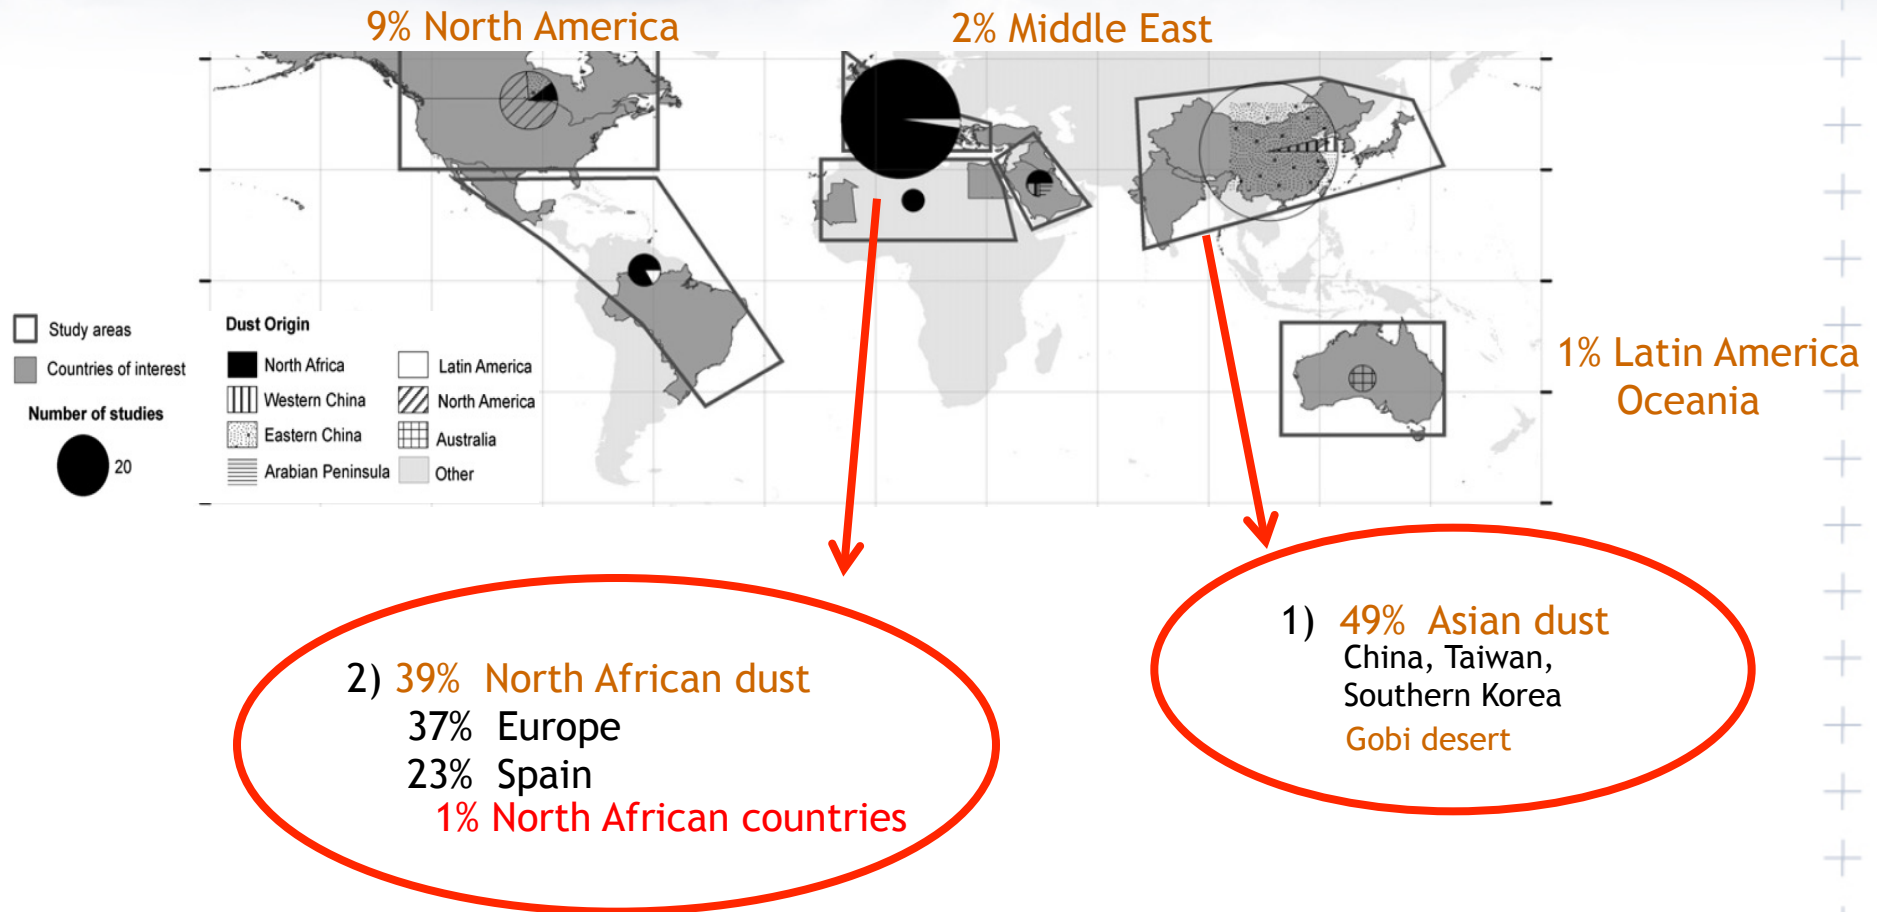 9% North America
2% Middle East
Study areas
Countries of interest
Number of studies
20
Dust Origin
North Africa
Latin America
Western China
North America
Eastern China
Australia
Arabian Peninsula
Other
1% Latin America
Oceania
2) 39% North African dust
37% Europe
23% Spain
1% North African countries
1) 49% Asian dust
China, Taiwan,
Southern Korea
Gobi desert